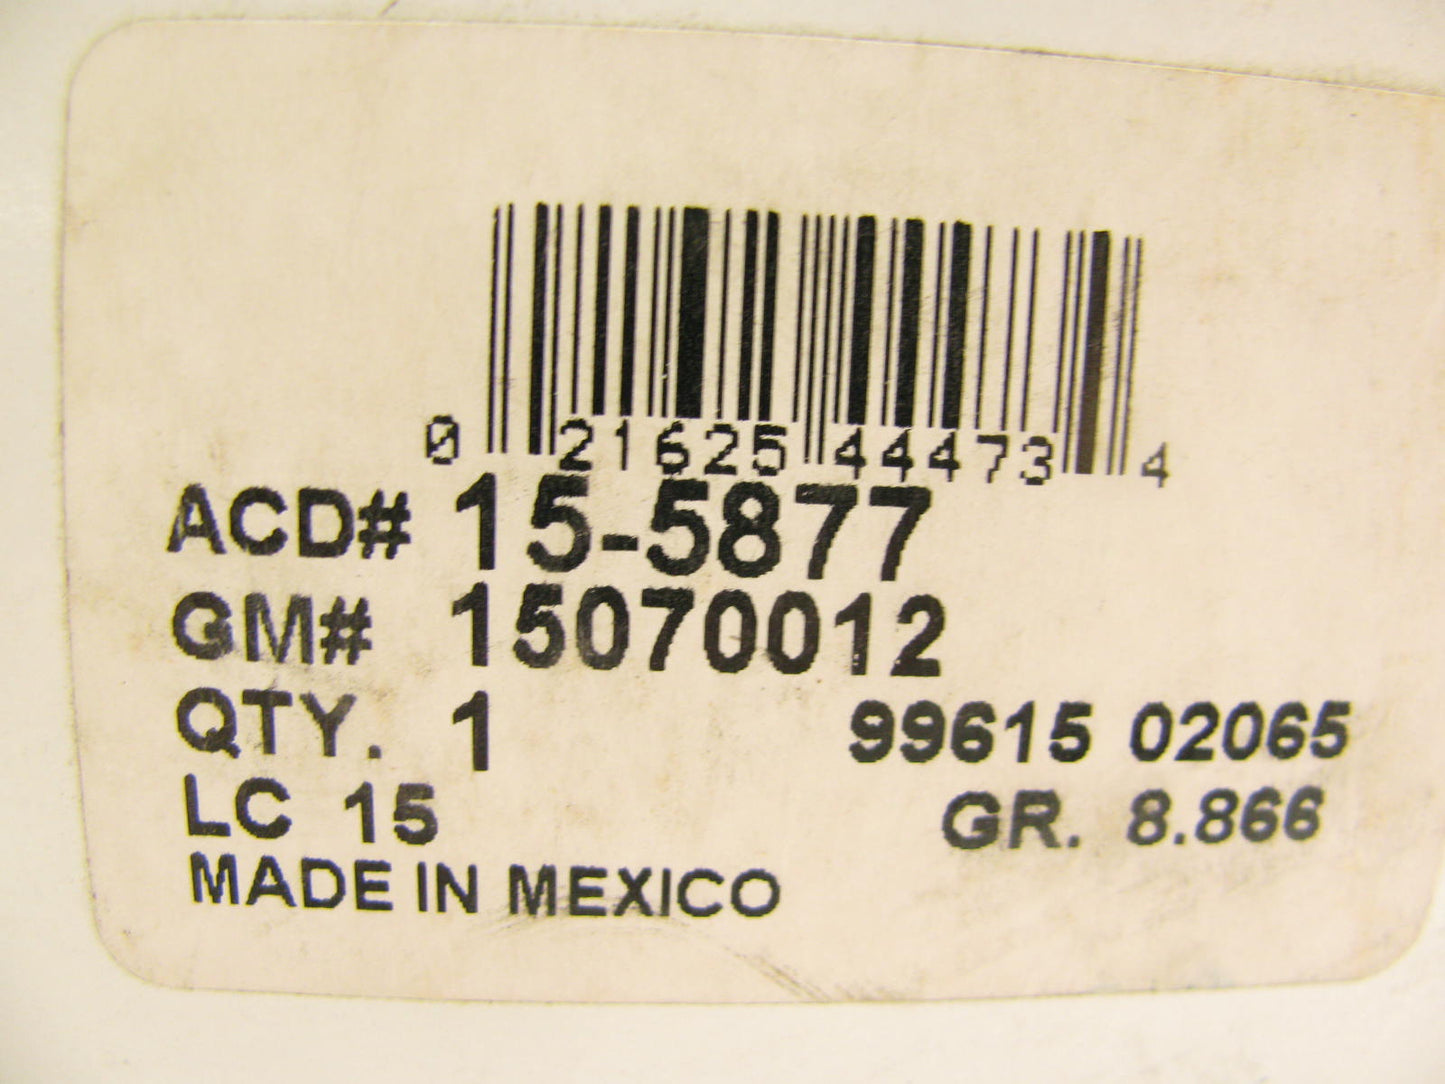 0 21625 44473 4
ACD# 15-5877
GM# 15070012
QTY. 1 99615 02065
LC 15 GR. 8.866
MADE IN MEXICO